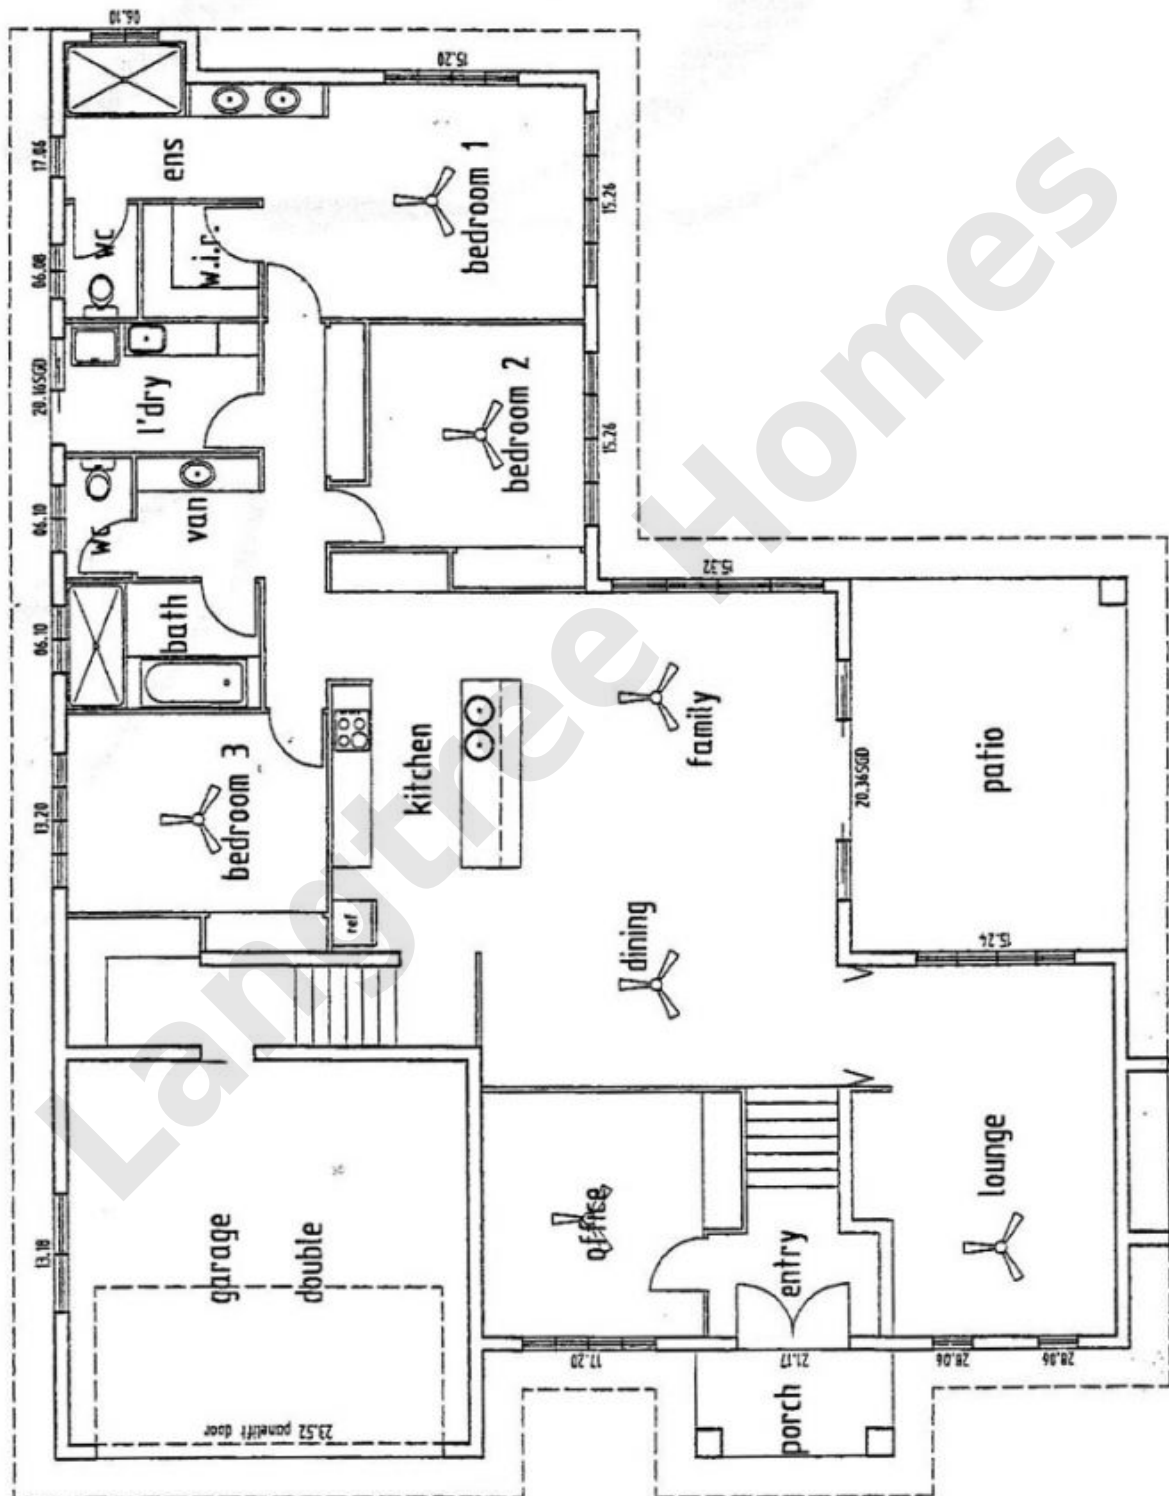 06.10
15.20
17.06
ens
bedroom 1
15.26
wc
w.i.r.
06.08
20.16SGD
l'dry
bedroom 2
15.26
06.10
wc
van
15.32
06.10
bath
kitchen
family
patio
20.36SGD
13.20
bedroom 3
ref
dining
15.24
Langtree Homes
lounge
office
garage
double
entry
13.18
17.20
21.17
28.06
28.06
porch
23.52 panelift door